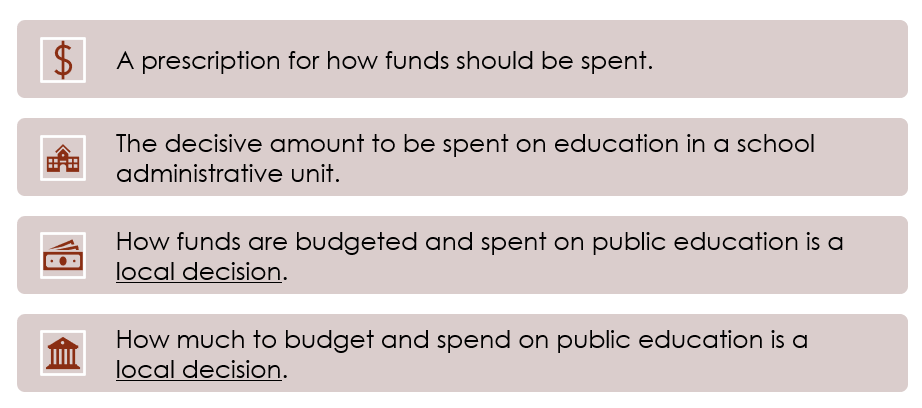 A prescription for how funds should be spent.
The decisive amount to be spent on education in a school
administrative unit.
How funds are budgeted and spent on public education is a
local decision.
How much to budget and spend on public education is a
local decision.